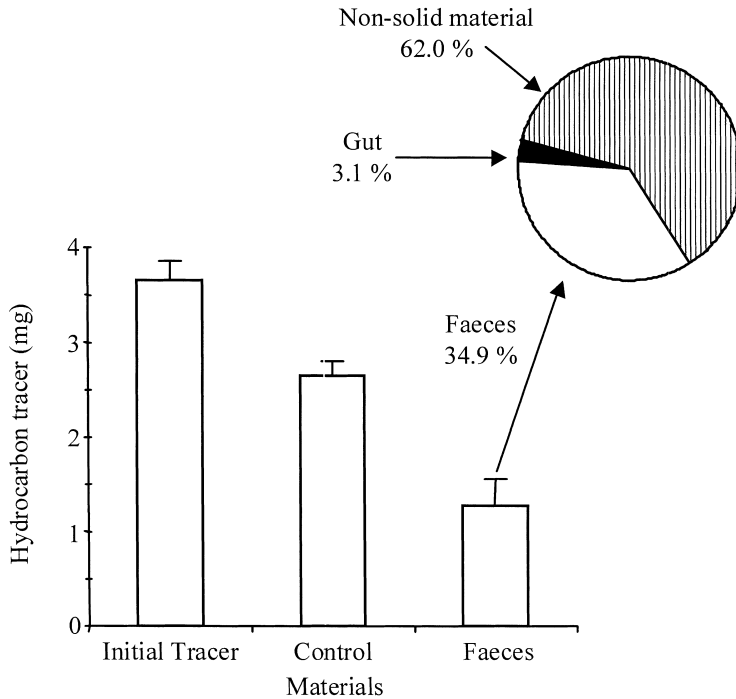 Non-solid material
62.0 %
Gut
3.1 %
Faeces
34.9 %
Hydrocarbon tracer (mg)
4
3
2
1
0
Initial Tracer
Control
Faeces
Materials